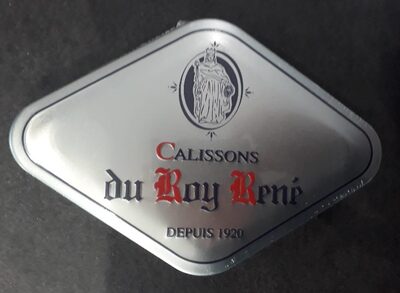 CALISSONS
du Roy René
DEPUIS 1920